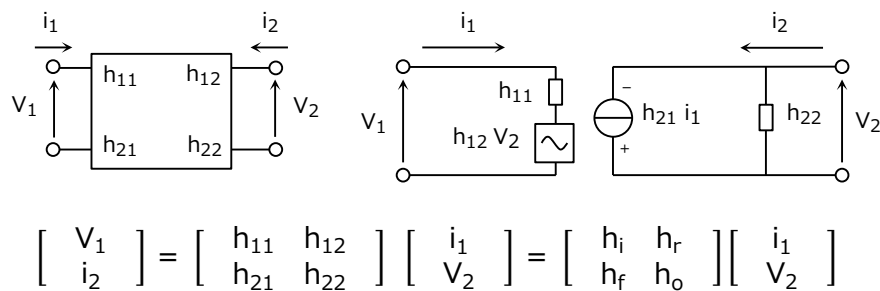 i₁ i₂
h₁₁ h₁₂
V₁ V₂
h₂₁ h₂₂
i₁ i₂
h₁₁ −
V₁ h₁₂ V₂ h₂₁ i₁ h₂₂ V₂
+
[ V₁ ] = [ h₁₁ h₁₂ ] [ i₁ ] = [ hᵢ hᵣ ] [ i₁ ]
[ i₂ ] [ h₂₁ h₂₂ ] [ V₂ ] [ h_f hₒ ] [ V₂ ]